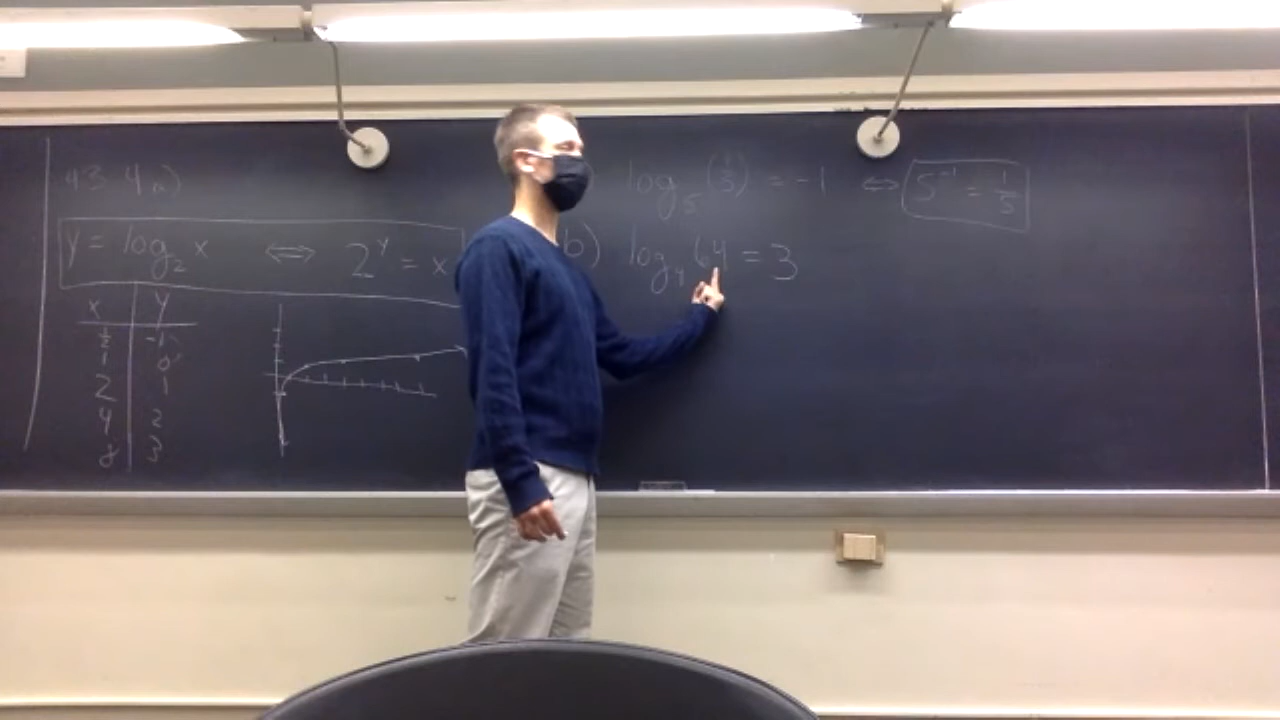 43. 4 a)
y = log₂ x ⇔ 2^y = x
x y
½ -1
1 0
2 1
4 2
8 3
log₅ (1/5) = -1 ⇔ 5⁻¹ = 1/5
b) log₄ 64 = 3